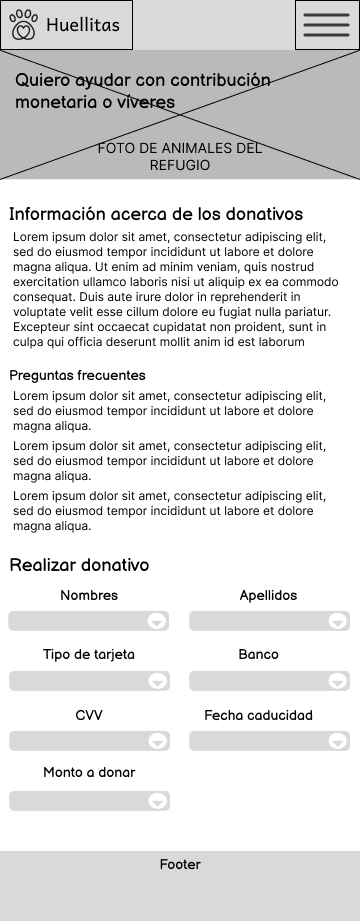 Huellitas
Quiero ayudar con contribución
monetaria o víveres
FOTO DE ANIMALES DEL
REFUGIO
Información acerca de los donativos
Lorem ipsum dolor sit amet, consectetur adipiscing elit,
sed do eiusmod tempor incididunt ut labore et dolore
magna aliqua. Ut enim ad minim veniam, quis nostrud
exercitation ullamco laboris nisi ut aliquip ex ea commodo
consequat. Duis aute irure dolor in reprehenderit in
voluptate velit esse cillum dolore eu fugiat nulla pariatur.
Excepteur sint occaecat cupidatat non proident, sunt in
culpa qui officia deserunt mollit anim id est laborum
Preguntas frecuentes
Lorem ipsum dolor sit amet, consectetur adipiscing elit,
sed do eiusmod tempor incididunt ut labore et dolore
magna aliqua.
Lorem ipsum dolor sit amet, consectetur adipiscing elit,
sed do eiusmod tempor incididunt ut labore et dolore
magna aliqua.
Lorem ipsum dolor sit amet, consectetur adipiscing elit,
sed do eiusmod tempor incididunt ut labore et dolore
magna aliqua.
Realizar donativo
Nombres
Apellidos
Tipo de tarjeta
Banco
CVV
Fecha caducidad
Monto a donar
Footer